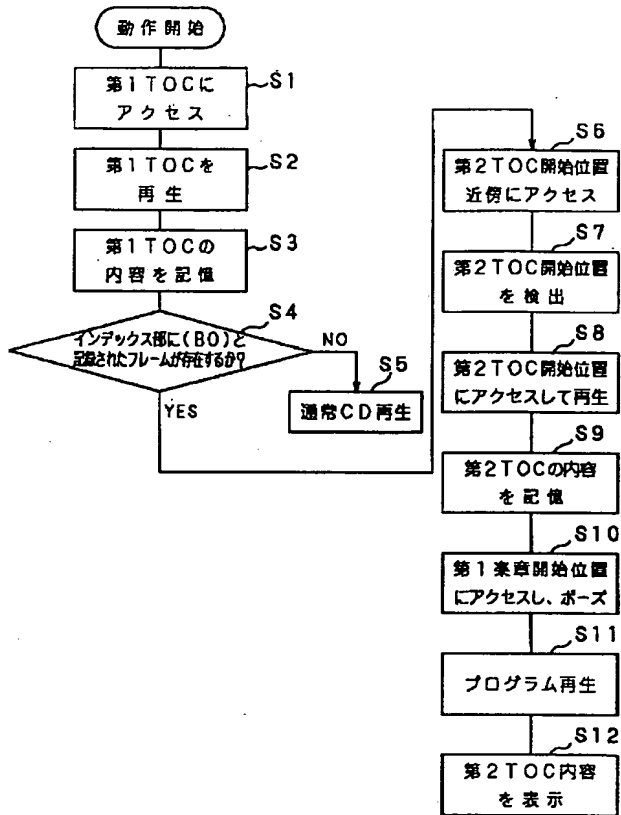 動作開始
S1
第1TOCに
アクセス
S2
第1TOCを
再生
S3
第1TOCの
内容を記憶
S4
インデックス部に(BO)と
記録されたフレームが存在するか?
NO
YES
S5
通常CD再生
S6
第2TOC開始位置
近傍にアクセス
S7
第2TOC開始位置
を検出
S8
第2TOC開始位置
にアクセスして再生
S9
第2TOCの内容
を記憶
S10
第1楽章開始位置
にアクセスし、ポーズ
S11
プログラム再生
S12
第2TOC内容
を表示